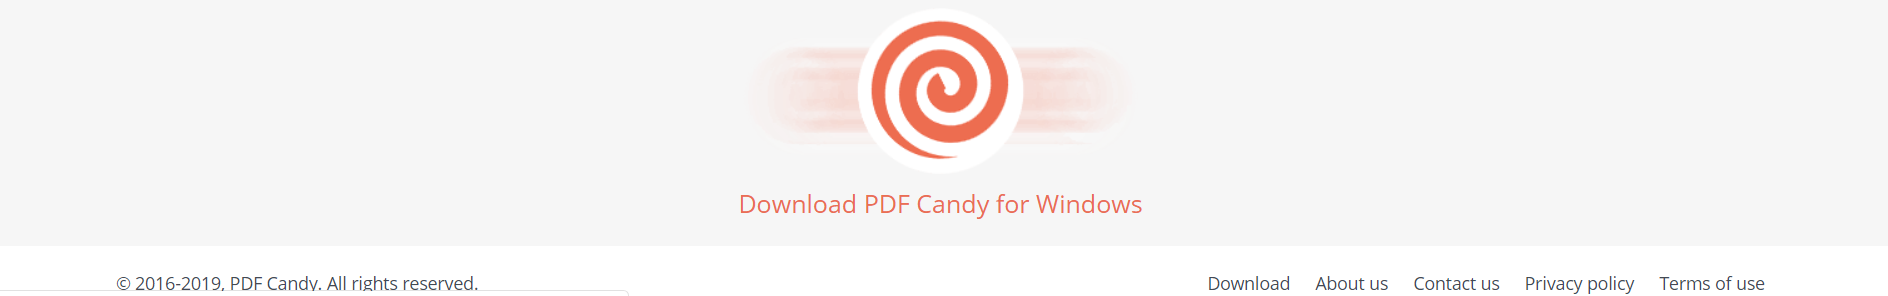 Download PDF Candy for Windows
© 2016-2019, PDF Candy. All rights reserved. Download About us Contact us Privacy policy Terms of use